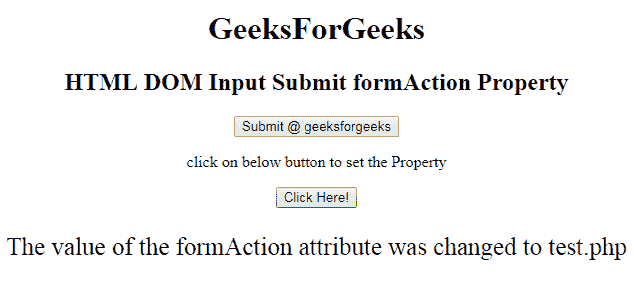 GeeksForGeeks
HTML DOM Input Submit formAction Property
Submit @ geeksforgeeks
click on below button to set the Property
Click Here!
The value of the formAction attribute was changed to test.php